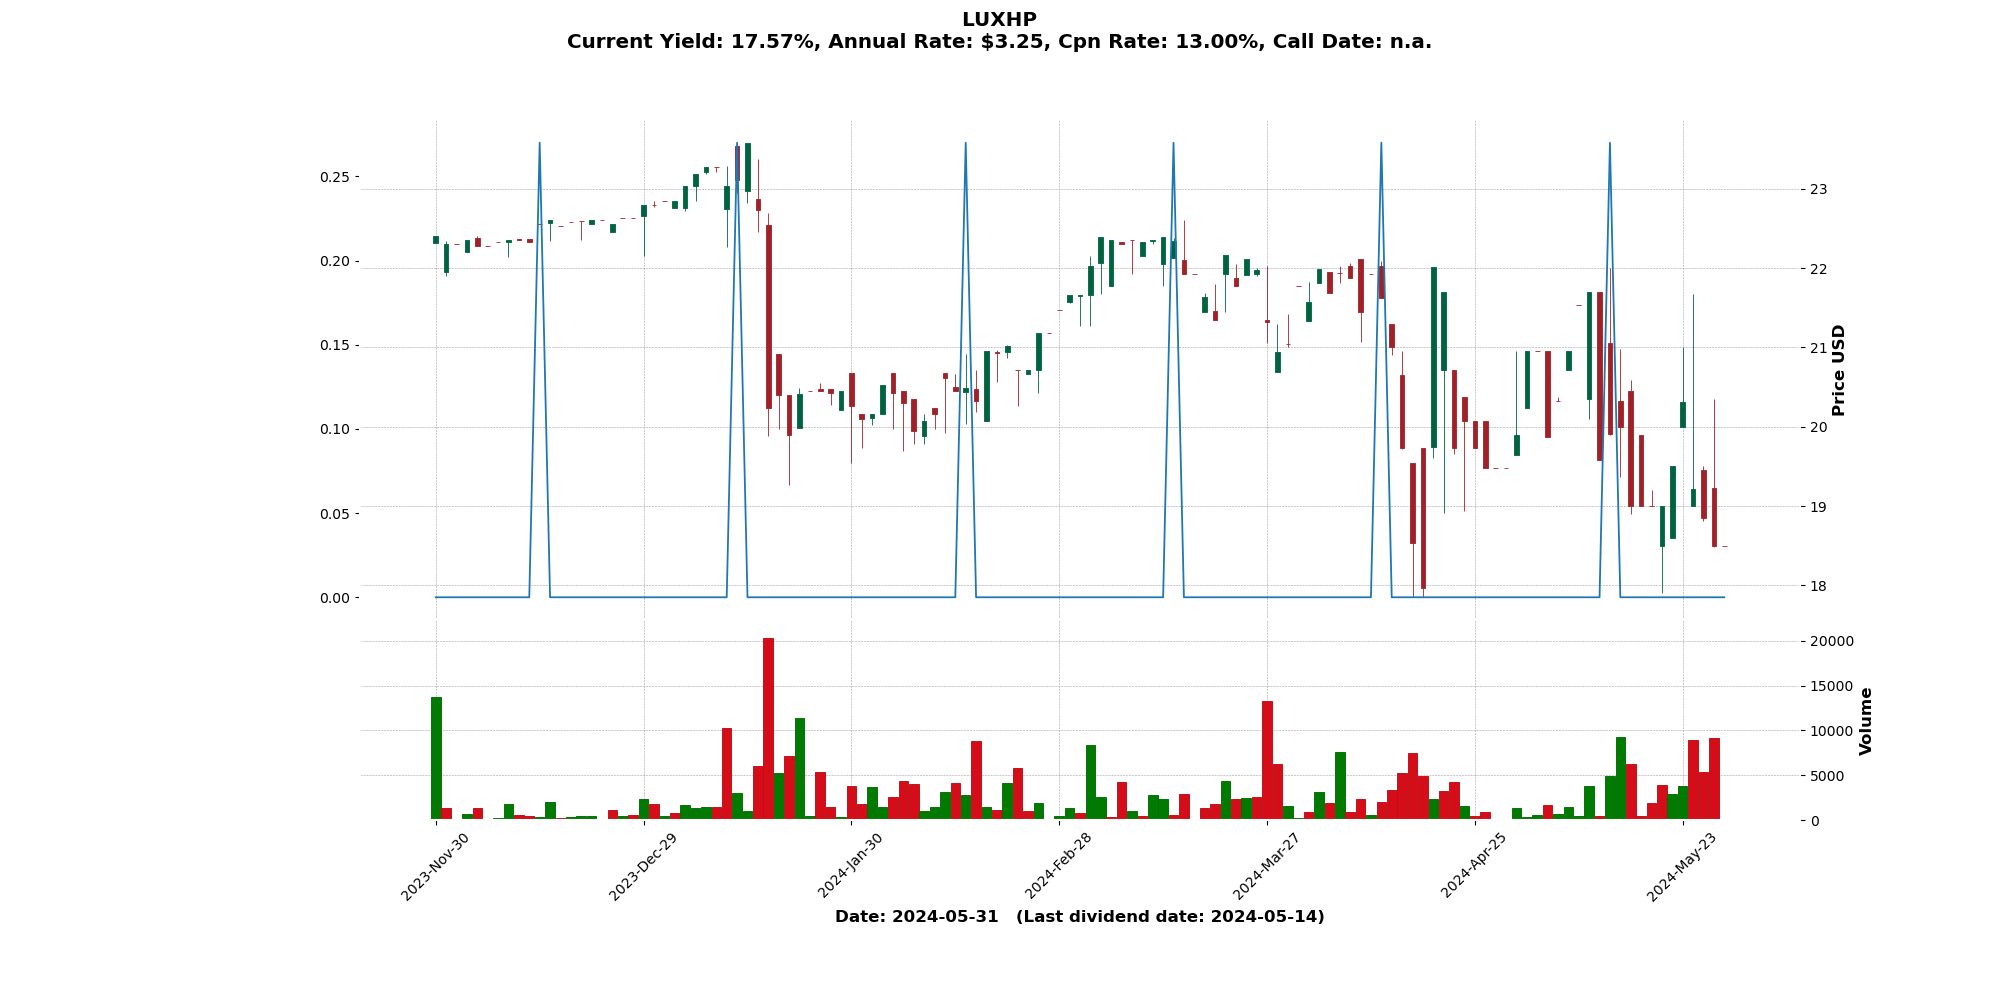 LUXHP
Current Yield: 17.57%, Annual Rate: $3.25, Cpn Rate: 13.00%, Call Date: n.a.
0.25
0.20
0.15
0.10
0.05
0.00
23
22
21
20
19
18
Price USD
20000
15000
10000
5000
0
Volume
2023-Nov-30
2023-Dec-29
2024-Jan-30
2024-Feb-28
2024-Mar-27
2024-Apr-25
2024-May-23
Date: 2024-05-31 (Last dividend date: 2024-05-14)